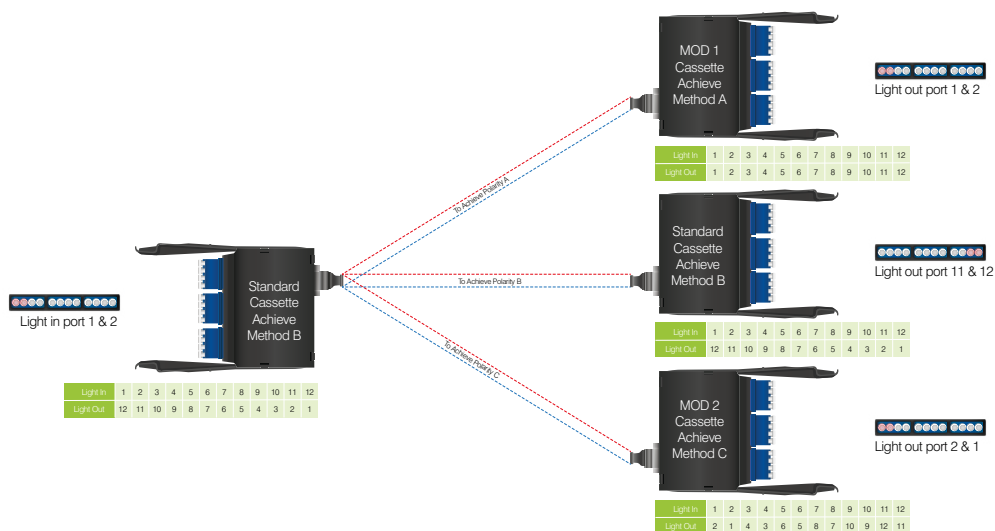 MOD 1
Cassette
Achieve
Method A
Light out port 1 & 2
Light In 1 2 3 4 5 6 7 8 9 10 11 12
Light Out 1 2 3 4 5 6 7 8 9 10 11 12
To Achieve Polarity A
Standard
Cassette
Achieve
Method B
Light out port 11 & 12
Light In 1 2 3 4 5 6 7 8 9 10 11 12
Light Out 12 11 10 9 8 7 6 5 4 3 2 1
To Achieve Polarity B
Standard
Cassette
Achieve
Method B
Light in port 1 & 2
Light In 1 2 3 4 5 6 7 8 9 10 11 12
Light Out 12 11 10 9 8 7 6 5 4 3 2 1
To Achieve Polarity C
MOD 2
Cassette
Achieve
Method C
Light out port 2 & 1
Light In 1 2 3 4 5 6 7 8 9 10 11 12
Light Out 2 1 4 3 6 5 8 7 10 9 12 11